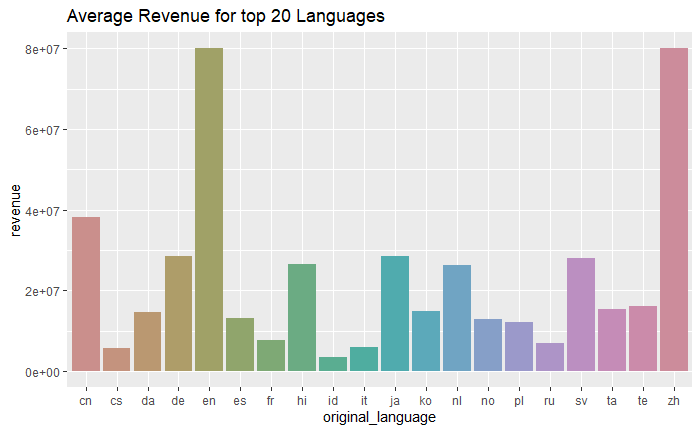 Average Revenue for top 20 Languages
revenue
8e+07
6e+07
4e+07
2e+07
0e+00
cn cs da de en es fr hi id it ja ko nl no pl ru sv ta te zh
original_language